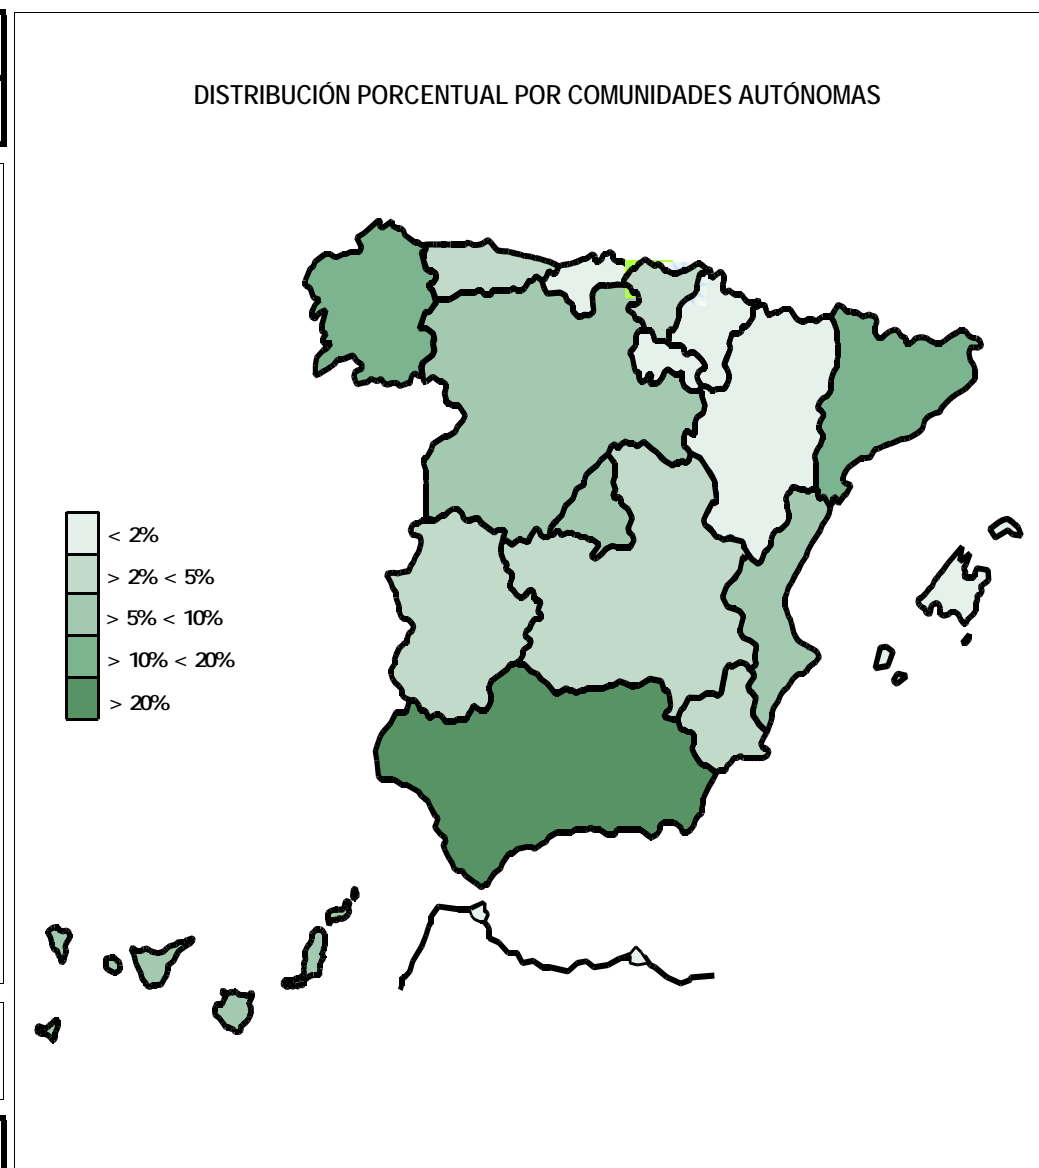 DISTRIBUCIÓN PORCENTUAL POR COMUNIDADES AUTÓNOMAS
< 2%
> 2% < 5%
> 5% < 10%
> 10% < 20%
> 20%